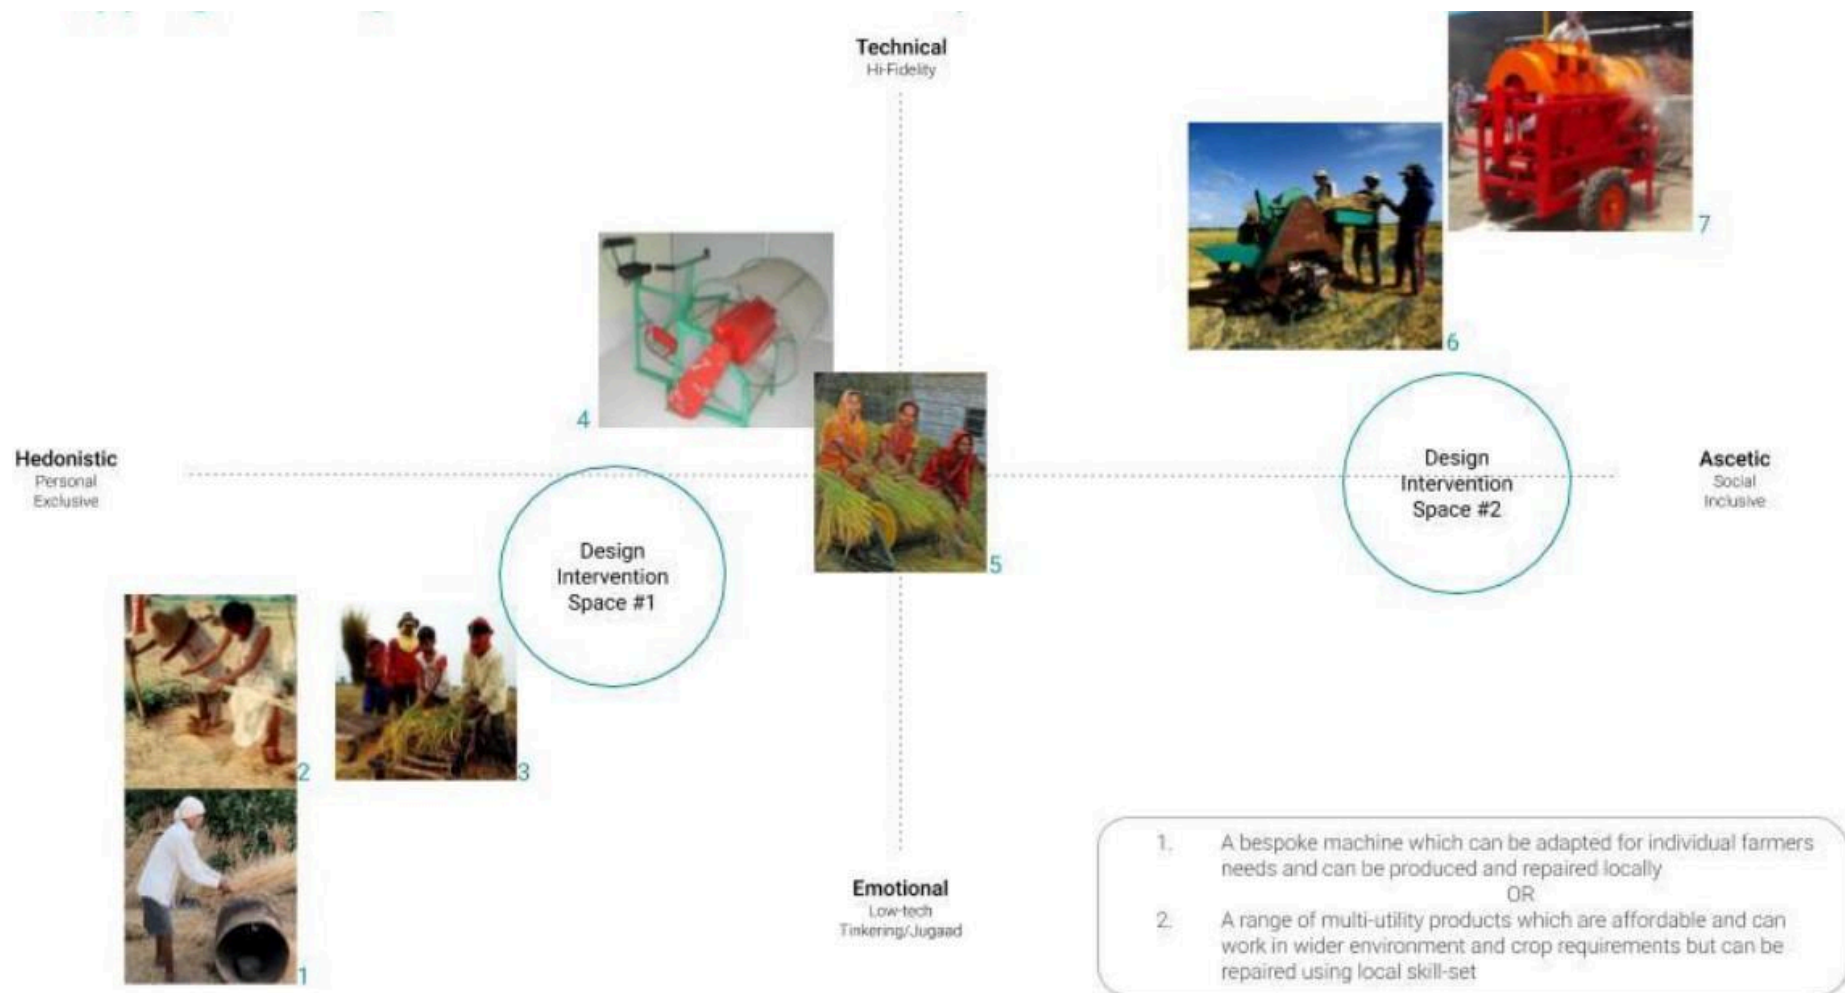 Technical
Hi-Fidelity
7
6
4
Hedonistic
Personal
Exclusive
Design
Intervention
Space #2
Ascetic
Social
Inclusive
Design
Intervention
Space #1
5
2
3
1. A bespoke machine which can be adapted for individual farmers
needs and can be produced and repaired locally
OR
2. A range of multi-utility products which are affordable and can
work in wider environment and crop requirements but can be
repaired using local skill-set
Emotional
Low-tech
Tinkering/Jugaad
1